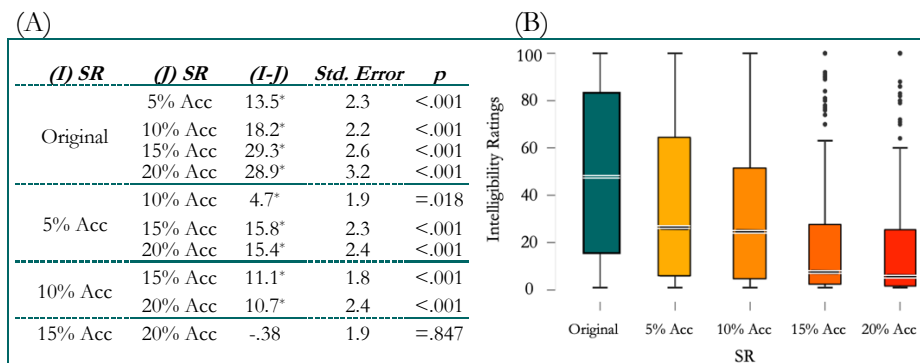 (A)
(I) SR (J) SR (I-J) Std. Error p
Original 5% Acc 13.5* 2.3 <.001
10% Acc 18.2* 2.2 <.001
15% Acc 29.3* 2.6 <.001
20% Acc 28.9* 3.2 <.001
5% Acc 10% Acc 4.7* 1.9 =.018
15% Acc 15.8* 2.3 <.001
20% Acc 15.4* 2.4 <.001
10% Acc 15% Acc 11.1* 1.8 <.001
20% Acc 10.7* 2.4 <.001
15% Acc 20% Acc -.38 1.9 =.847
(B)
Intelligibility Ratings
100
80
60
40
20
0
Original 5% Acc 10% Acc 15% Acc 20% Acc
SR